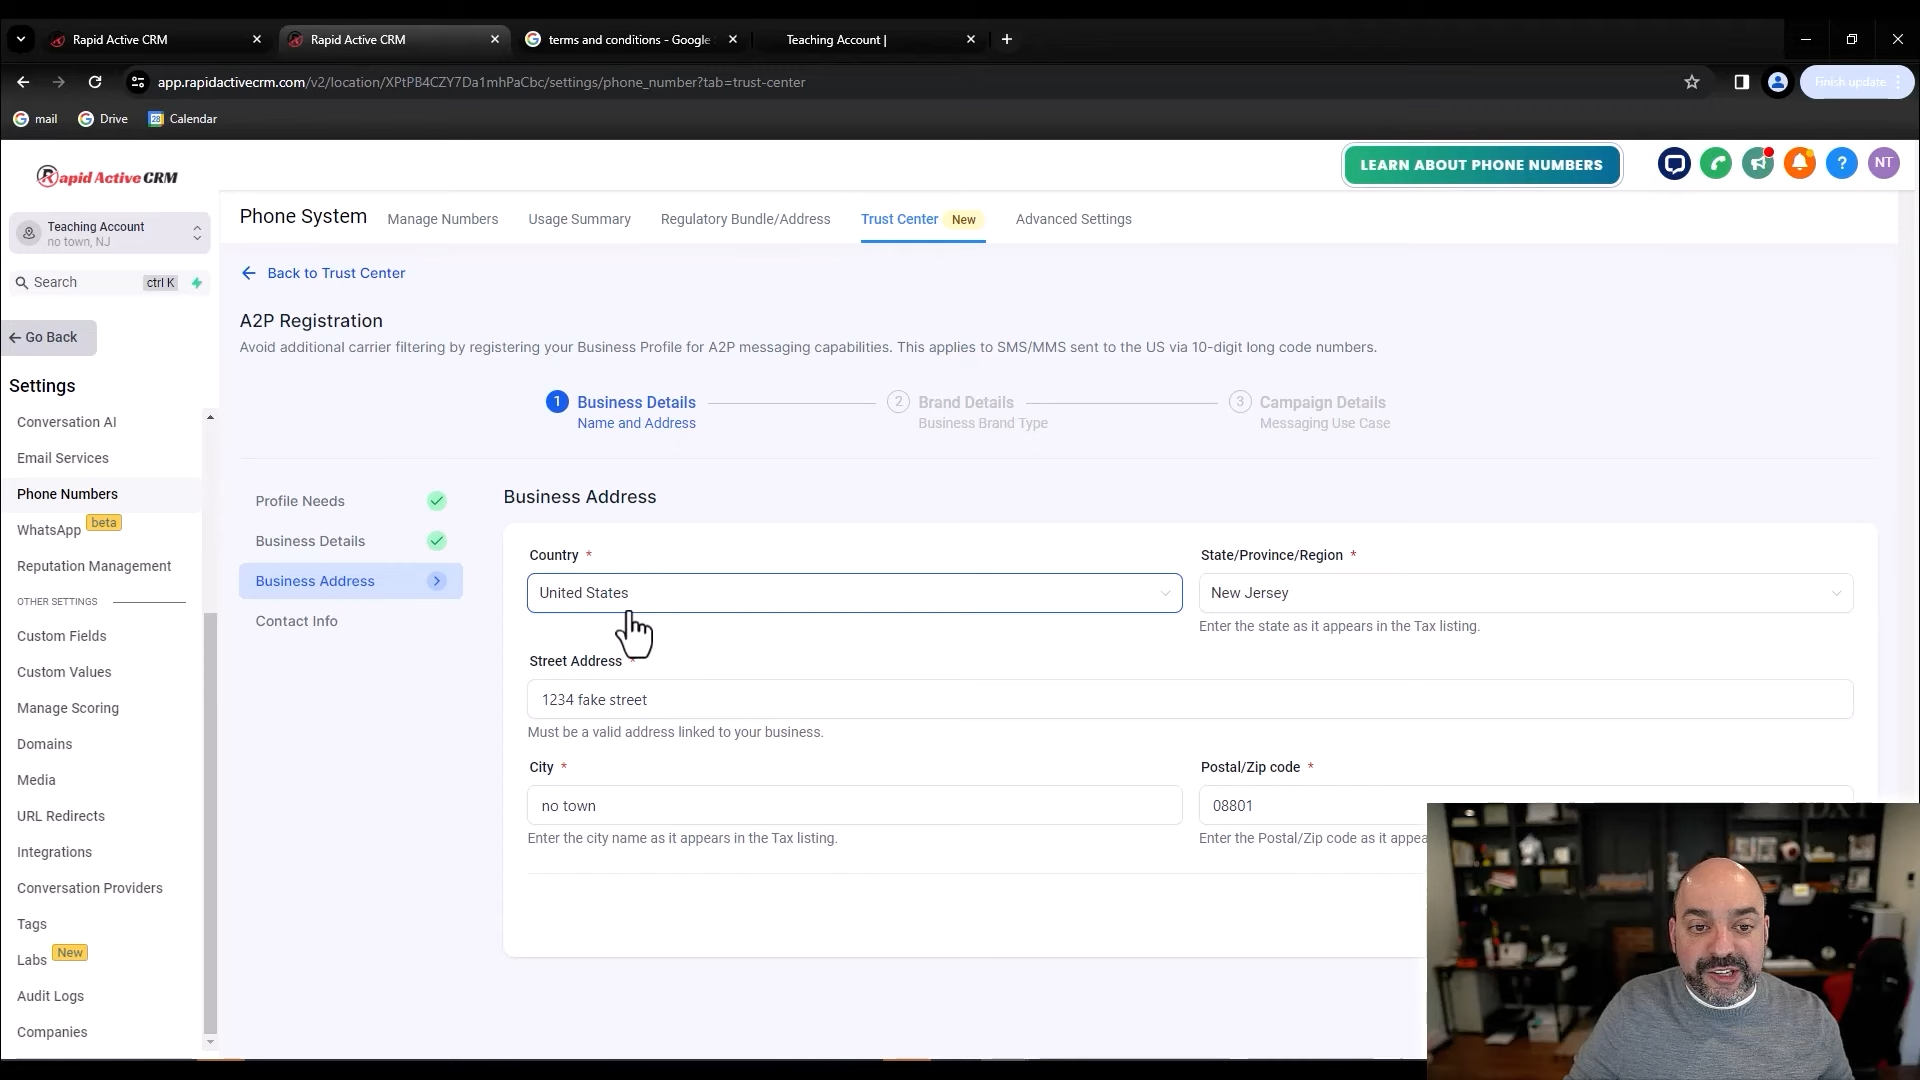 Rapid Active CRM
Rapid Active CRM
terms and conditions - Google
Teaching Account |
app.rapidactivecrm.com/v2/location/XPtPB4CZY7Da1mhPaCbc/settings/phone_number?tab=trust-center
Finish update
mail
Drive
28
Calendar
Rapid Active CRM
LEARN ABOUT PHONE NUMBERS
NT
Teaching Account
no town, NJ
Phone System
Manage Numbers
Usage Summary
Regulatory Bundle/Address
Trust Center New
Advanced Settings
Search ctrl K
Back to Trust Center
Go Back
A2P Registration
Avoid additional carrier filtering by registering your Business Profile for A2P messaging capabilities. This applies to SMS/MMS sent to the US via 10-digit long code numbers.
1 Business Details
Name and Address
2 Brand Details
Business Brand Type
3 Campaign Details
Messaging Use Case
Settings
Conversation AI
Email Services
Phone Numbers
WhatsApp beta
Reputation Management
OTHER SETTINGS
Custom Fields
Custom Values
Manage Scoring
Domains
Media
URL Redirects
Integrations
Conversation Providers
Tags
Labs New
Audit Logs
Companies
Profile Needs
Business Details
Business Address
Contact Info
Business Address
Country *
United States
State/Province/Region *
New Jersey
Enter the state as it appears in the Tax listing.
Street Address *
1234 fake street
Must be a valid address linked to your business.
City *
no town
Enter the city name as it appears in the Tax listing.
Postal/Zip code *
08801
Enter the Postal/Zip code as it appea